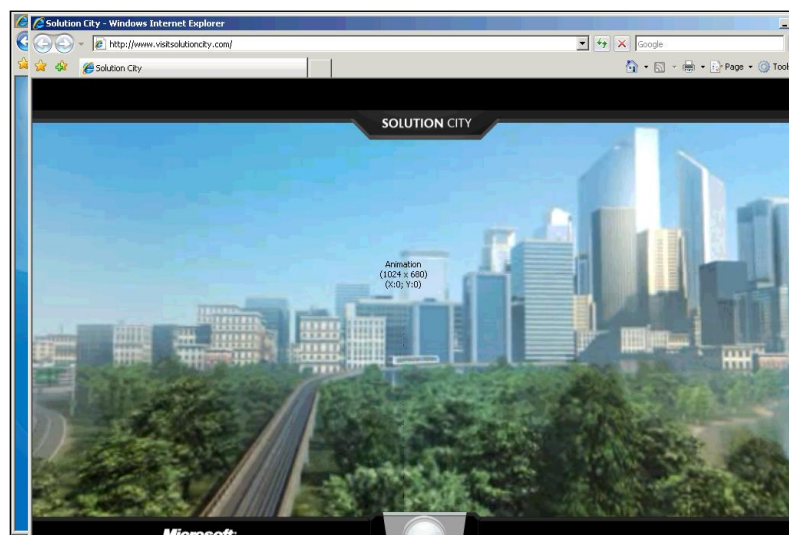 Solution City - Windows Internet Explorer
http://www.visitsolutioncity.com/
Google
Solution City
Page
SOLUTION CITY
Animation
(1024 x 680)
(X:0; Y:0)
Microsoft